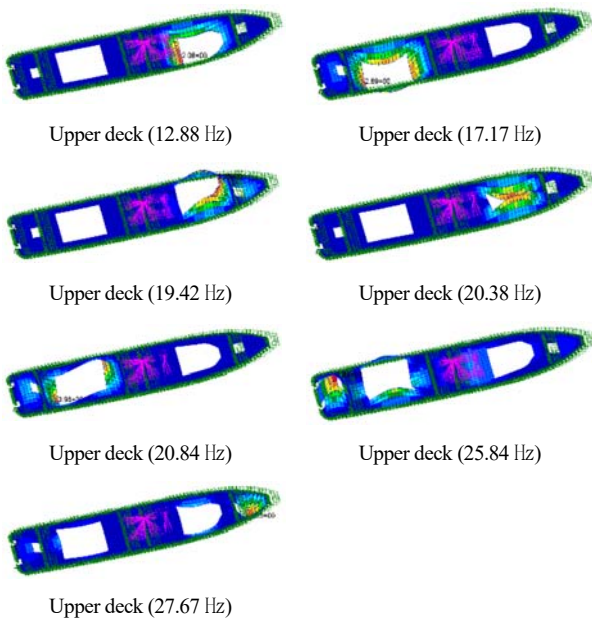 Upper deck (12.88 Hz)
Upper deck (17.17 Hz)
Upper deck (19.42 Hz)
Upper deck (20.38 Hz)
Upper deck (20.84 Hz)
Upper deck (25.84 Hz)
Upper deck (27.67 Hz)